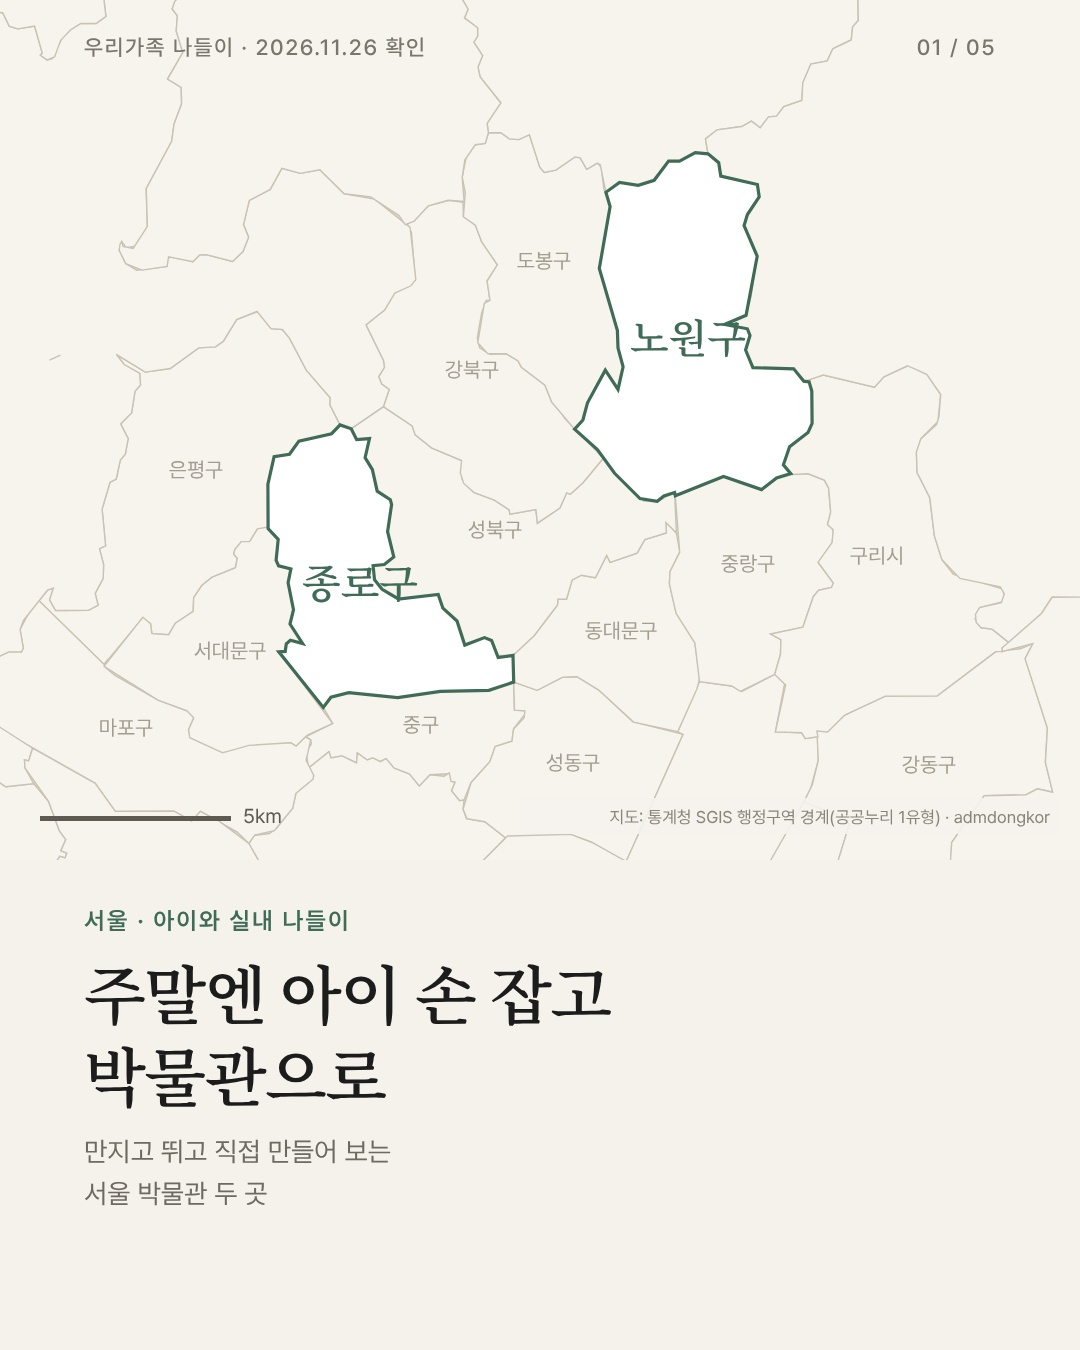 우리가족 나들이 · 2026.11.26 확인
01 / 05
도봉구
노원구
강북구
은평구
성북구
종로구
중랑구
구리시
동대문구
서대문구
마포구
중구
성동구
강동구
5km
지도: 통계청 SGIS 행정구역 경계(공공누리 1유형) · admdongkor
서울 · 아이와 실내 나들이
주말엔 아이 손 잡고
박물관으로
만지고 뛰고 직접 만들어 보는
서울 박물관 두 곳